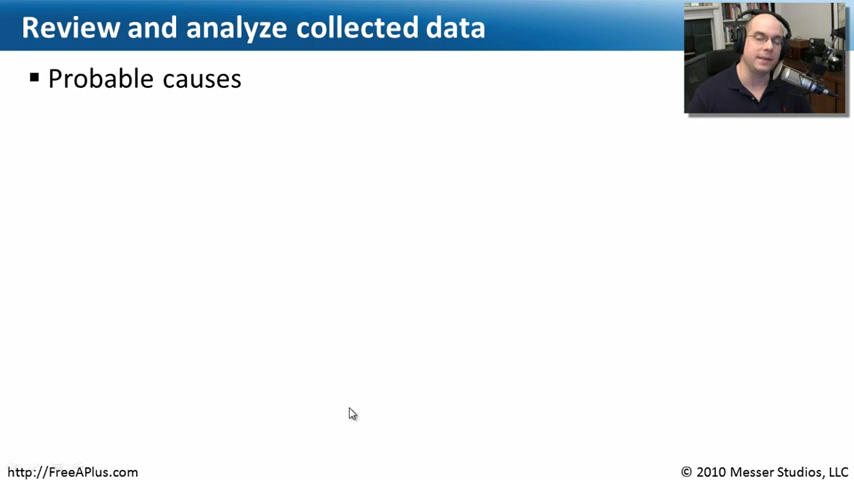 Review and analyze collected data
▪ Probable causes
http://FreeAPlus.com
© 2010 Messer Studios, LLC